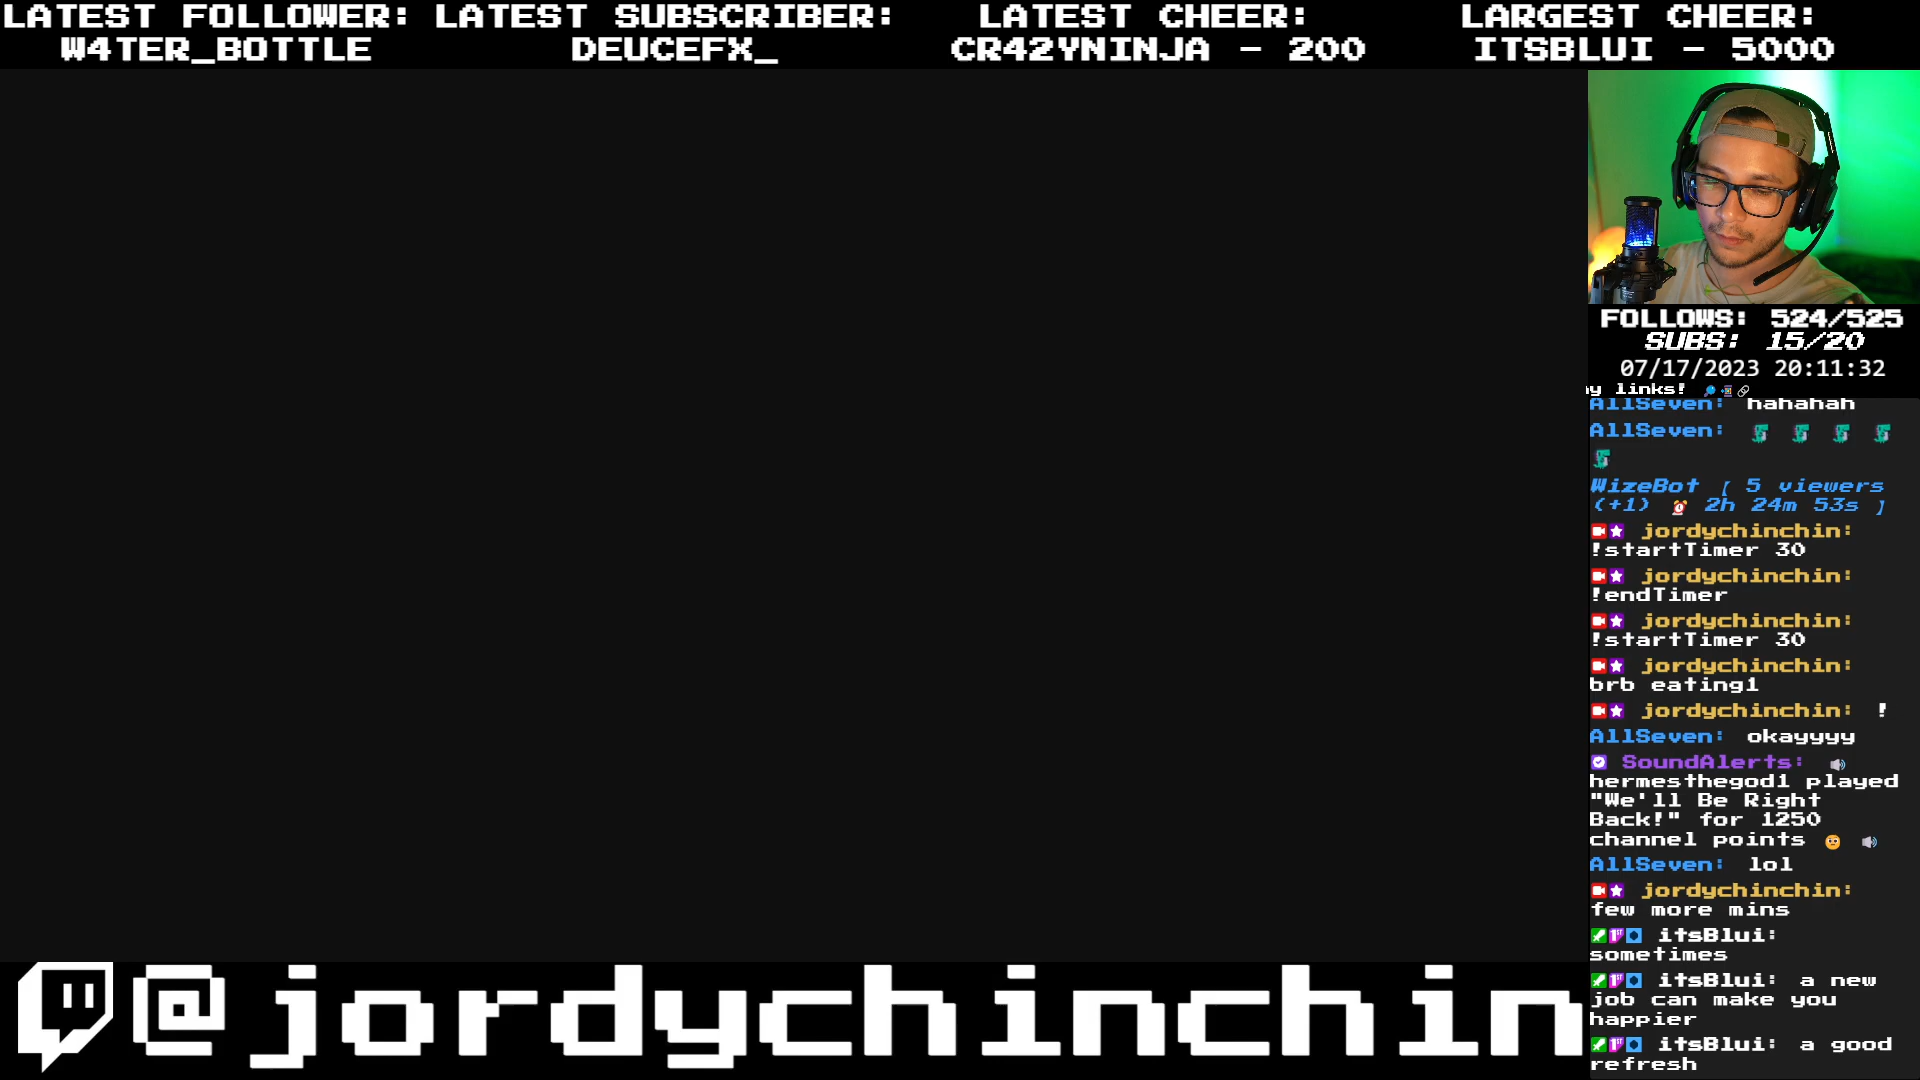 LATEST FOLLOWER:
W4TER_BOTTLE
LATEST SUBSCRIBER:
DEUCEFX_
LATEST CHEER:
CR42YNINJA - 200
LARGEST CHEER:
ITSBLUI - 5000
FOLLOWS: 524/525
SUBS: 15/20
07/17/2023 20:11:32
y links!
AllSeven: hahahah
AllSeven:
WizeBot [ 5 viewers
(+1) 2h 24m 53s ]
jordychinchin:
!startTimer 30
jordychinchin:
!endTimer
jordychinchin:
!startTimer 30
jordychinchin:
brb eating1
jordychinchin: !
AllSeven: okayyyy
SoundAlerts:
hermesthegod1 played
"We'll Be Right
Back!" for 1250
channel points
AllSeven: lol
jordychinchin:
few more mins
itsBlui:
sometimes
itsBlui: a new
job can make you
happier
itsBlui: a good
refresh
@jordychinchin